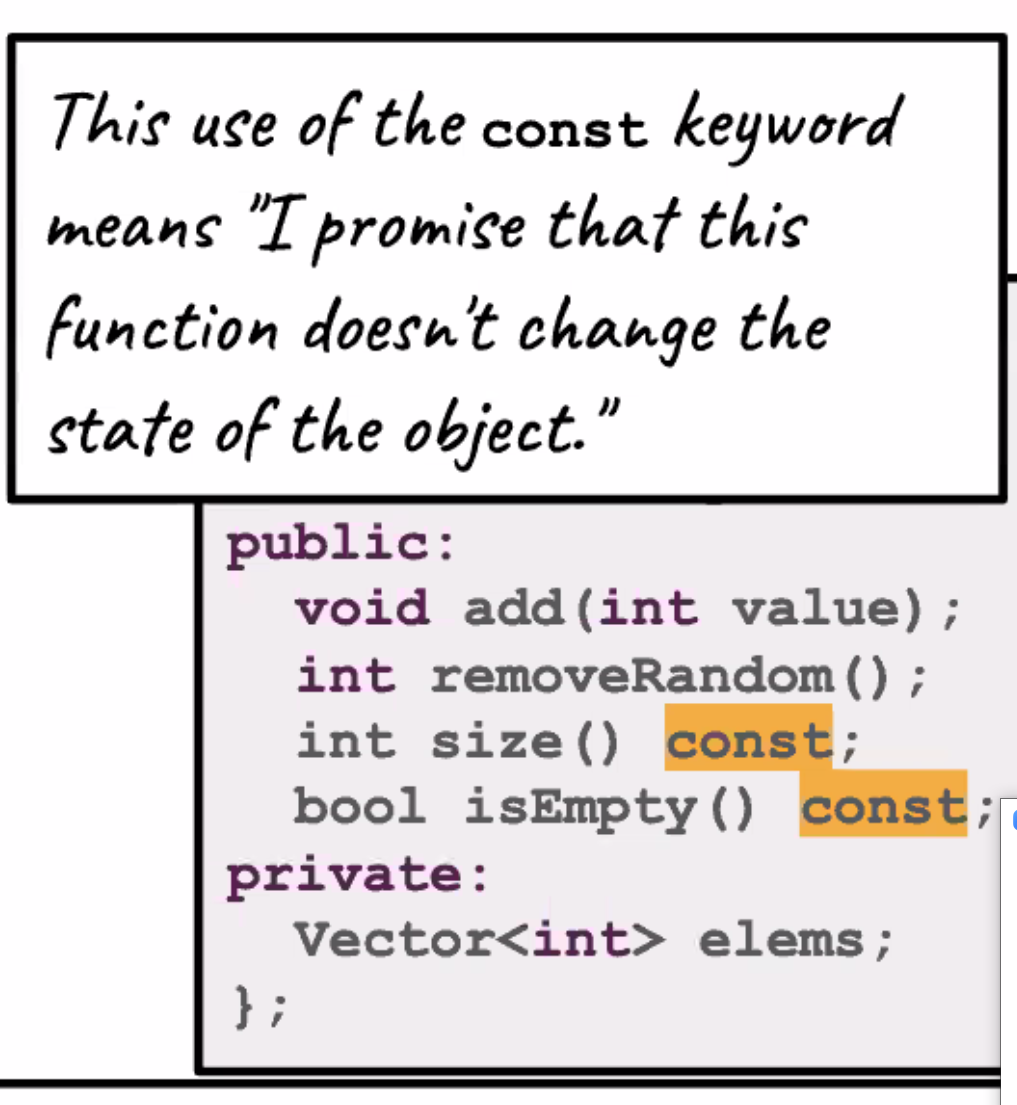 This use of the const keyword
means "I promise that this
function doesn't change the
state of the object."
public:
void add(int value);
int removeRandom();
int size() const;
bool isEmpty() const;
private:
Vector<int> elems;
};